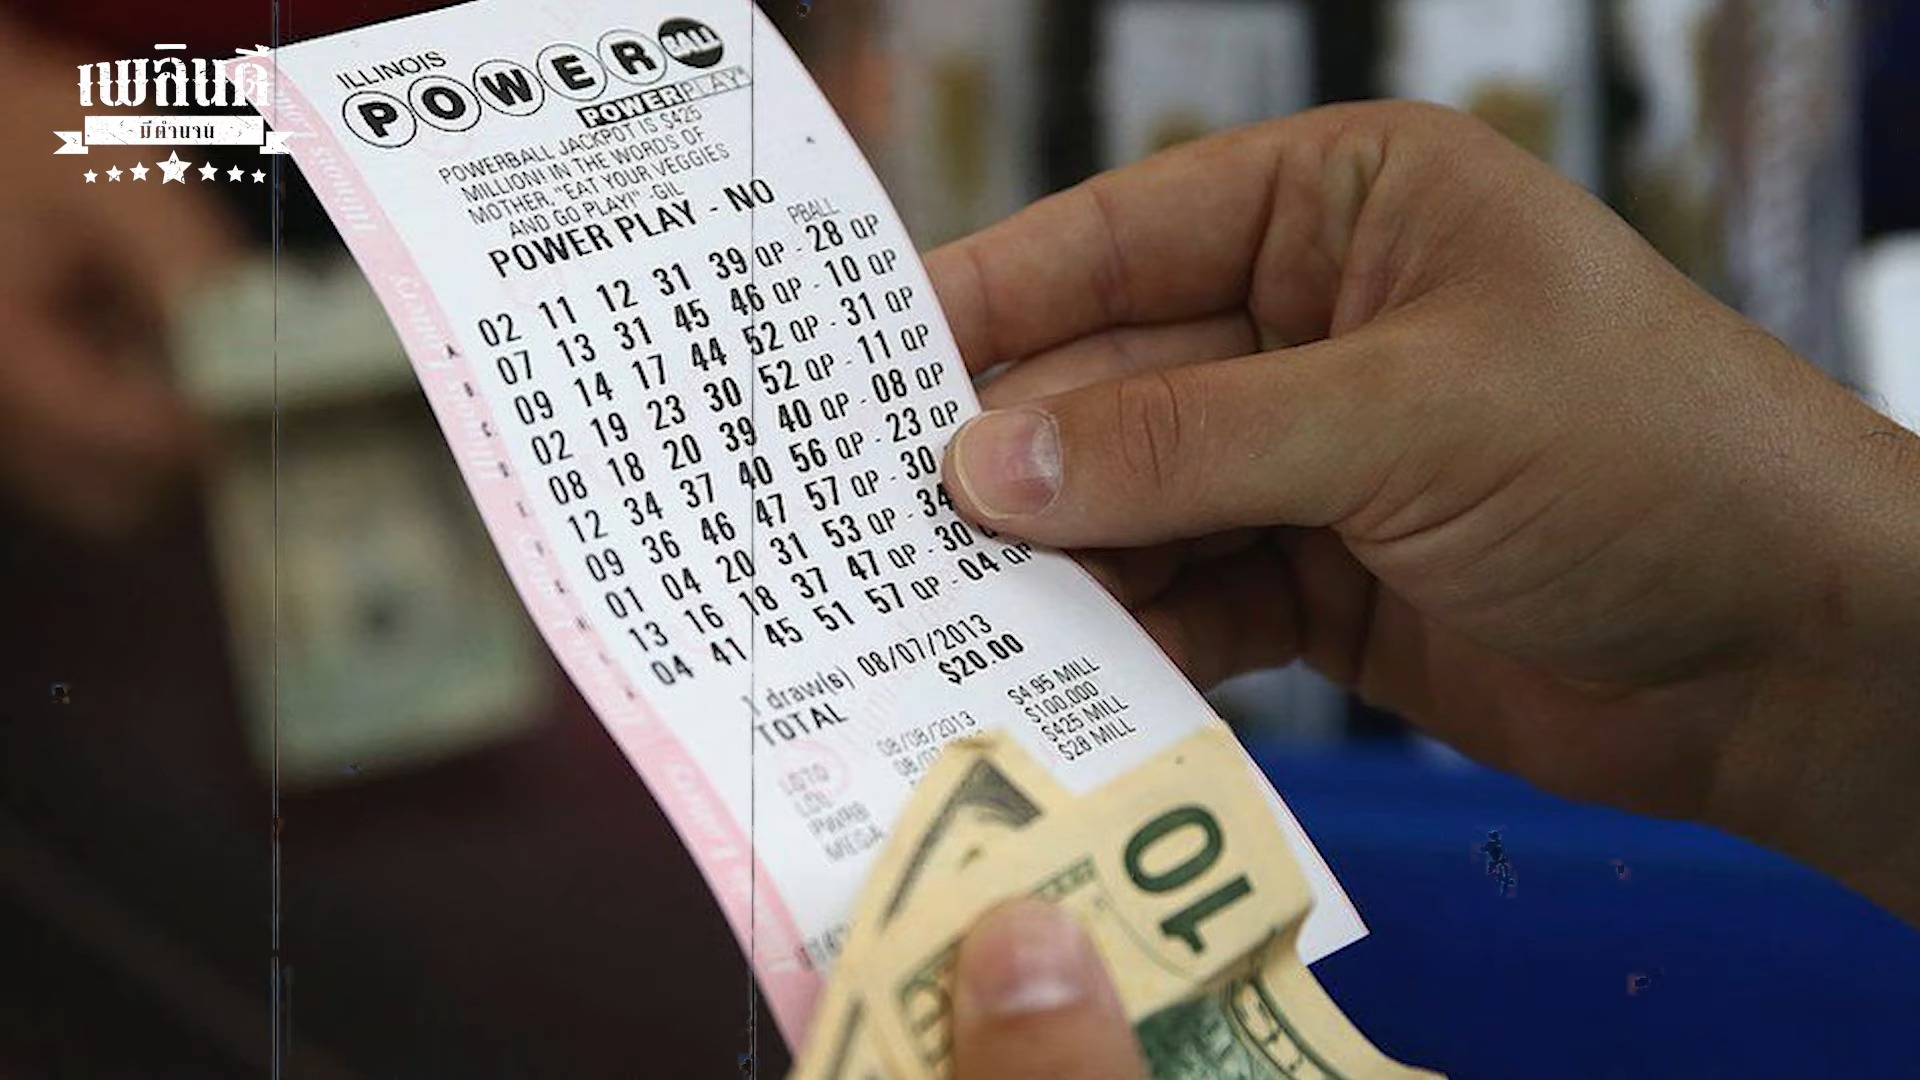 เพลินดี
มีตำนาน
ILLINOIS
POWERBALL
POWERPLAY
POWERBALL JACKPOT IS $425
MILLION! IN THE WORDS OF
MOTHER, "EAT YOUR VEGGIES
AND GO PLAY!" -GIL
POWER PLAY - NO
PBALL
02 11 12 31 39 QP - 28 QP
07 13 31 45 46 QP - 10 QP
09 14 17 44 52 QP - 31 QP
02 19 23 30 52 QP - 11 QP
08 18 20 39 40 QP - 08 QP
12 34 37 40 56 QP - 23 QP
09 36 46 47 57 QP - 30
01 04 20 31 53 QP - 34
13 16 18 37 47 QP - 30
04 41 45 51 57 QP - 04 QP
1 draw(s) 08/07/2013
TOTAL $20.00
LOTO 08/08/2013 $4.95 MILL
$100,000
PWRB $425 MILL
MEGA $28 MILL
Illinois Lottery
10